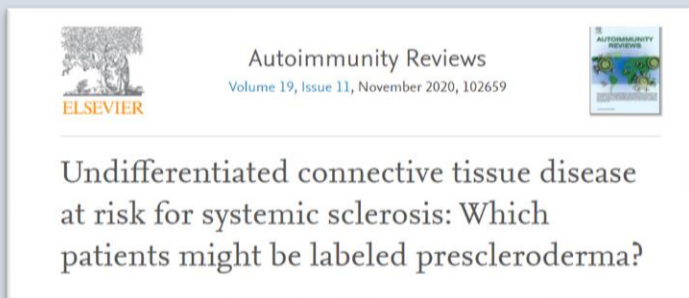 Autoimmunity Reviews
Volume 19, Issue 11, November 2020, 102659
ELSEVIER
AUTOIMMUNITY
REVIEWS
Undifferentiated connective tissue disease
at risk for systemic sclerosis: Which
patients might be labeled prescleroderma?